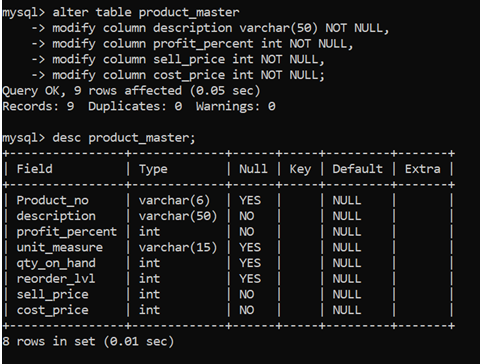 mysql> alter table product_master
    -> modify column description varchar(50) NOT NULL,
    -> modify column profit_percent int NOT NULL,
    -> modify column sell_price int NOT NULL,
    -> modify column cost_price int NOT NULL;
Query OK, 9 rows affected (0.05 sec)
Records: 9  Duplicates: 0  Warnings: 0

mysql> desc product_master;
+----------------+-------------+------+-----+---------+-------+
| Field          | Type        | Null | Key | Default | Extra |
+----------------+-------------+------+-----+---------+-------+
| Product_no     | varchar(6)  | YES  |     | NULL    |       |
| description    | varchar(50) | NO   |     | NULL    |       |
| profit_percent | int         | NO   |     | NULL    |       |
| unit_measure   | varchar(15) | YES  |     | NULL    |       |
| qty_on_hand    | int         | YES  |     | NULL    |       |
| reorder_lvl    | int         | YES  |     | NULL    |       |
| sell_price     | int         | NO   |     | NULL    |       |
| cost_price     | int         | NO   |     | NULL    |       |
+----------------+-------------+------+-----+---------+-------+
8 rows in set (0.01 sec)